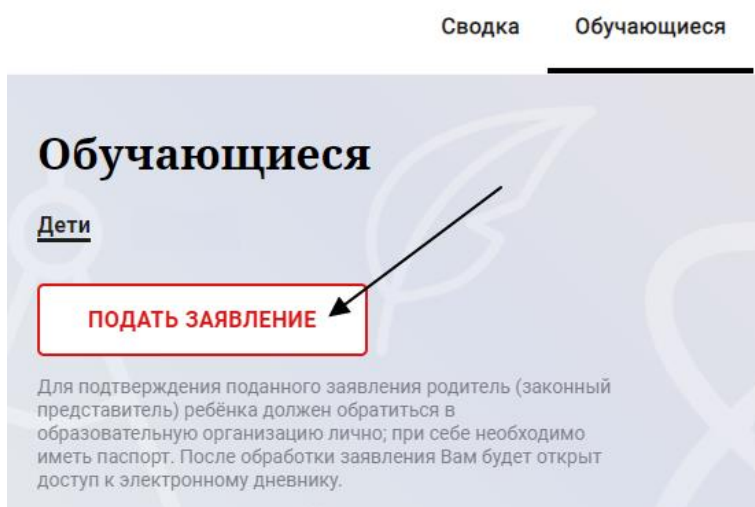 Сводка Обучающиеся
Обучающиеся
Дети
ПОДАТЬ ЗАЯВЛЕНИЕ
Для подтверждения поданного заявления родитель (законный
представитель) ребёнка должен обратиться в
образовательную организацию лично; при себе необходимо
иметь паспорт. После обработки заявления Вам будет открыт
доступ к электронному дневнику.